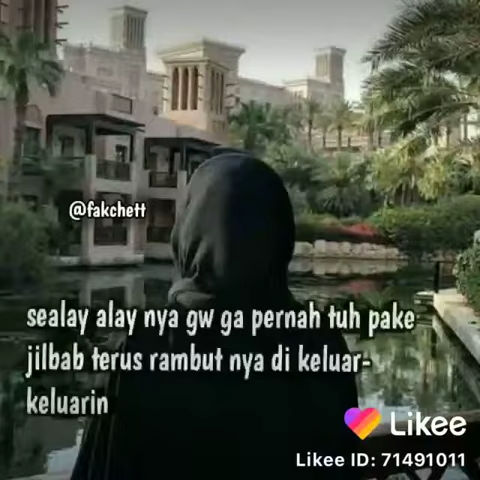 @fakchett
sealay alay nya gw ga pernah tuh pake
jilbab terus rambut nya di keluar-
keluarin
Likee
Likee ID: 71491011